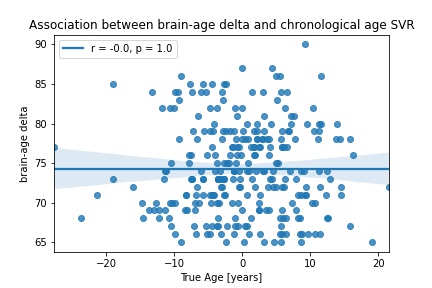 Association between brain-age delta and chronological age SVR
r = -0.0, p = 1.0
brain-age delta
90
85
80
75
70
65
−20
−10
0
10
20
True Age [years]